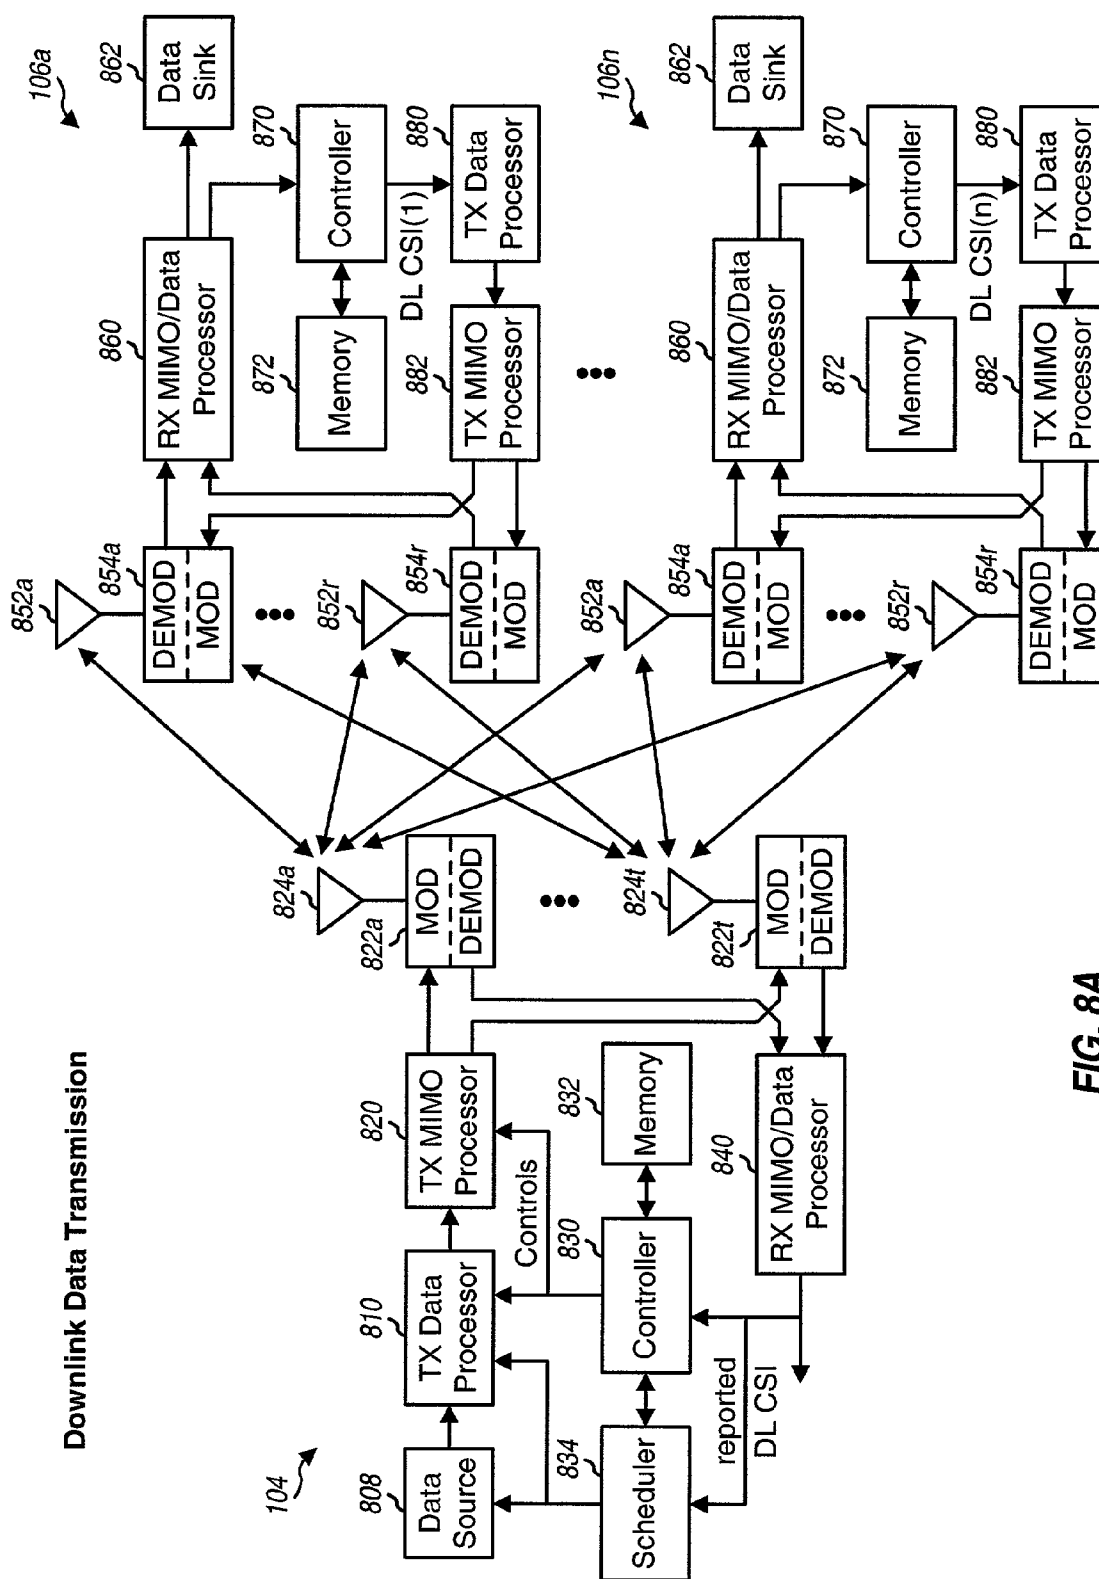 Downlink Data Transmission
104
808
Data
Source
810
TX Data
Processor
820
TX MIMO
Processor
Controls
834
Scheduler
830
Controller
832
Memory
reported
DL CSI
840
RX MIMO/Data
Processor
824a
822a
MOD
DEMOD
824t
822t
MOD
DEMOD
106a
852a
854a
DEMOD
MOD
852r
854r
DEMOD
MOD
860
RX MIMO/Data
Processor
862
Data
Sink
872
Memory
870
Controller
DL CSI(1)
882
TX MIMO
Processor
880
TX Data
Processor
106n
852a
854a
DEMOD
MOD
852r
854r
DEMOD
MOD
860
RX MIMO/Data
Processor
862
Data
Sink
872
Memory
870
Controller
DL CSI(n)
882
TX MIMO
Processor
880
TX Data
Processor
FIG. 8A